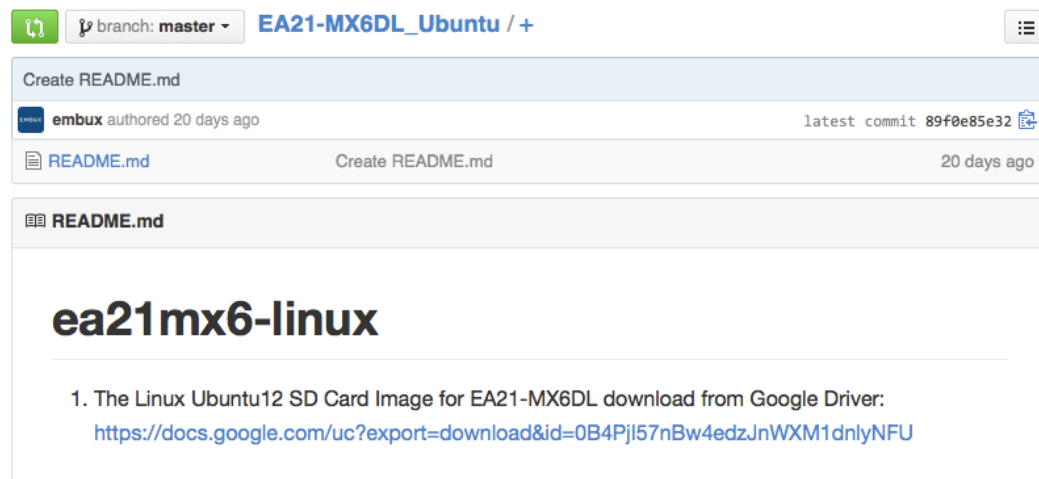 branch: master
EA21-MX6DL_Ubuntu / +
Create README.md
EMBUX
embux authored 20 days ago
latest commit 89f0e85e32
README.md
Create README.md
20 days ago
README.md
ea21mx6-linux
1. The Linux Ubuntu12 SD Card Image for EA21-MX6DL download from Google Driver:
https://docs.google.com/uc?export=download&id=0B4PjI57nBw4edzJnWXM1dnlyNFU